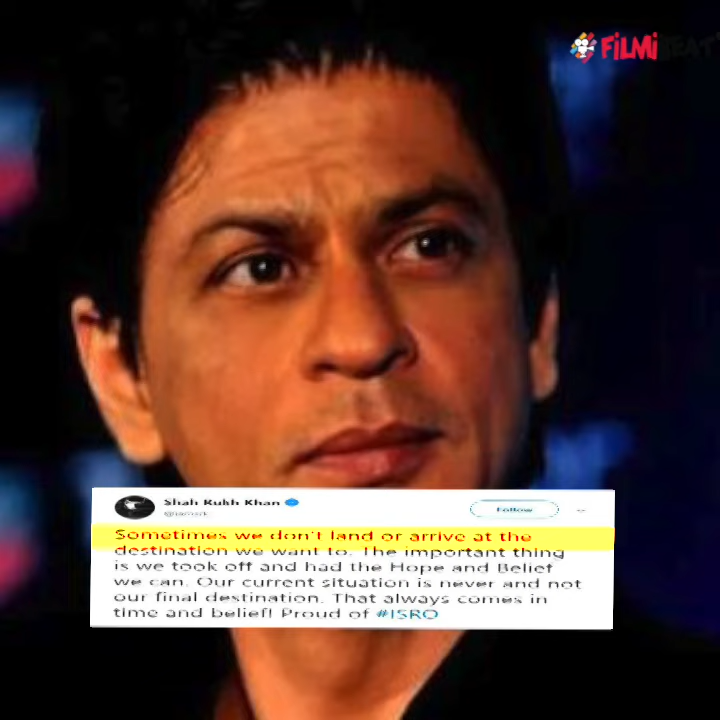 FiLMiBEAT
Shah Rukh Khan
@iamsrk
Follow
Sometimes we don't land or arrive at the
destination we want to. The important thing
is we took off and had the Hope and Belief
we can. Our current situation is never and not
our final destination. That always comes in
time and belief! Proud of #ISRO